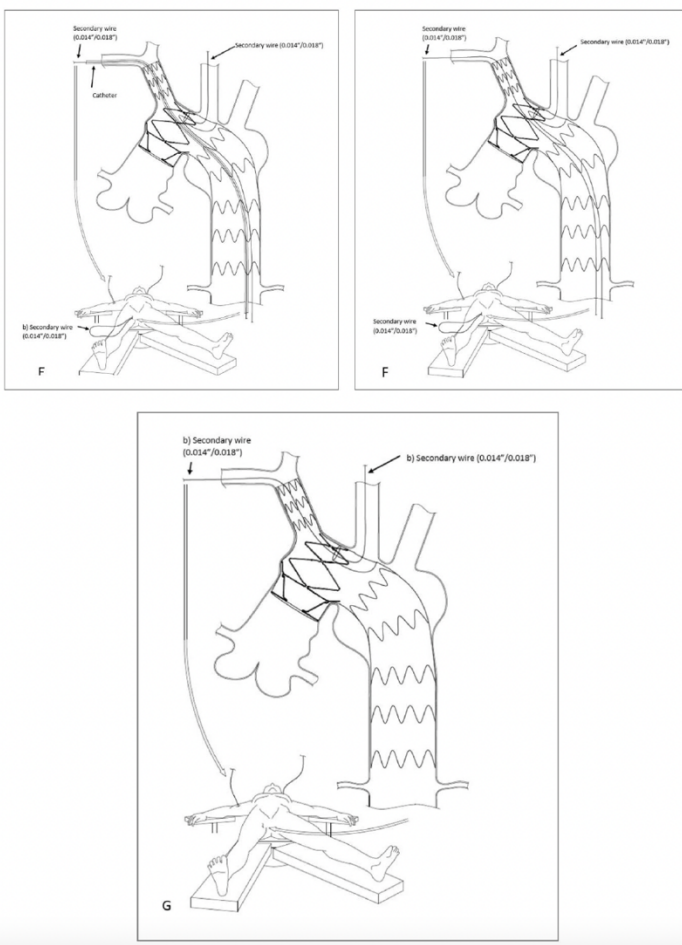 Secondary wire
(0.014"/0.018")
Secondary wire (0.014"/0.018")
Catheter
b) Secondary wire
(0.014"/0.018")
F
Secondary wire
(0.014"/0.018")
Secondary wire (0.014"/0.018")
Secondary wire
(0.014"/0.018")
F
b) Secondary wire
(0.014"/0.018")
b) Secondary wire (0.014"/0.018")
G